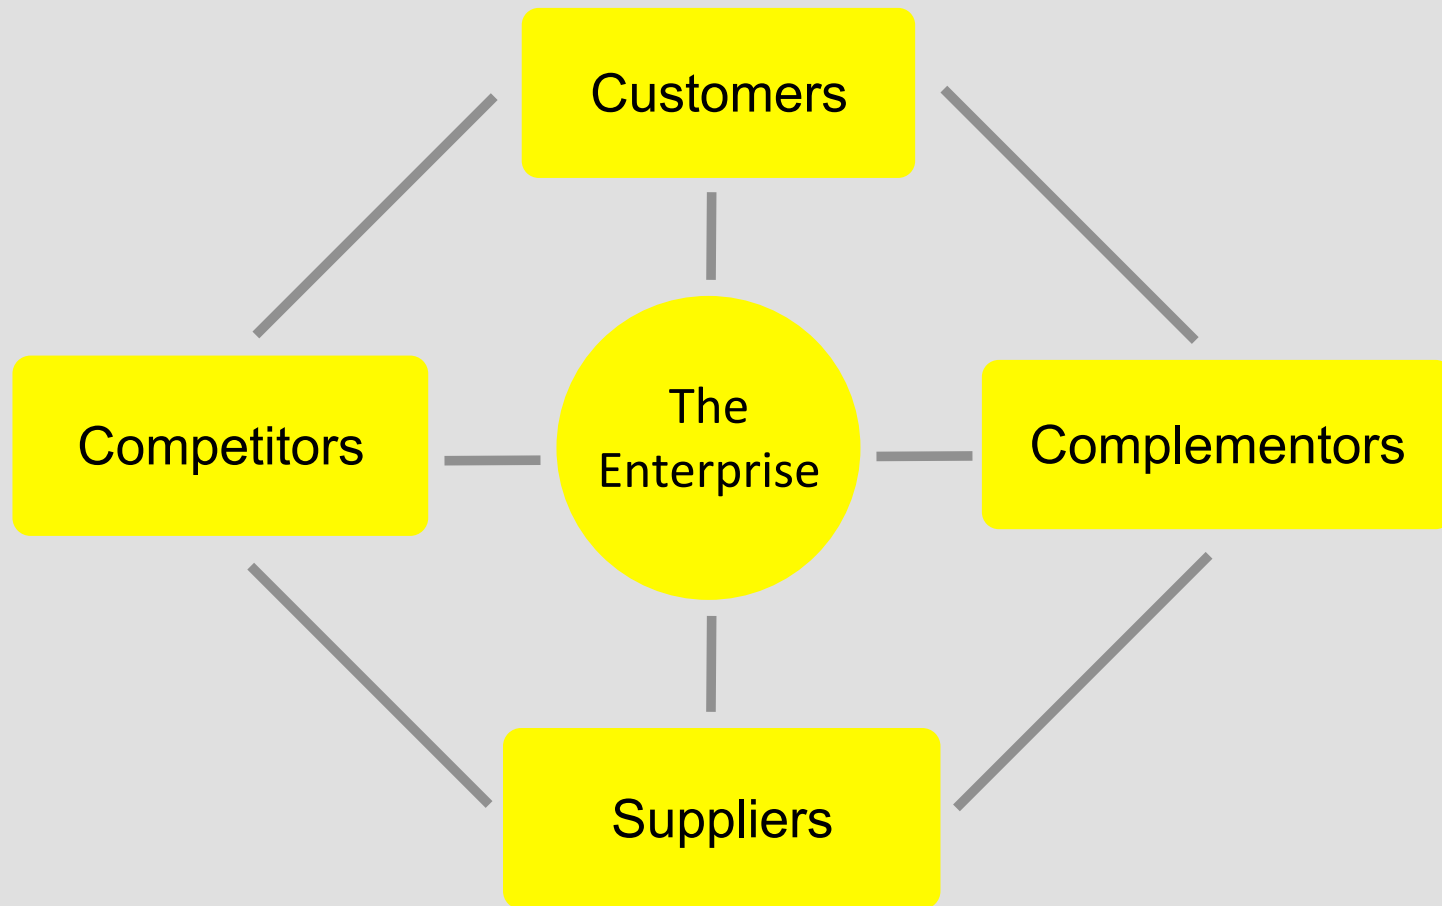 Customers
Competitors
The
Enterprise
Complementors
Suppliers